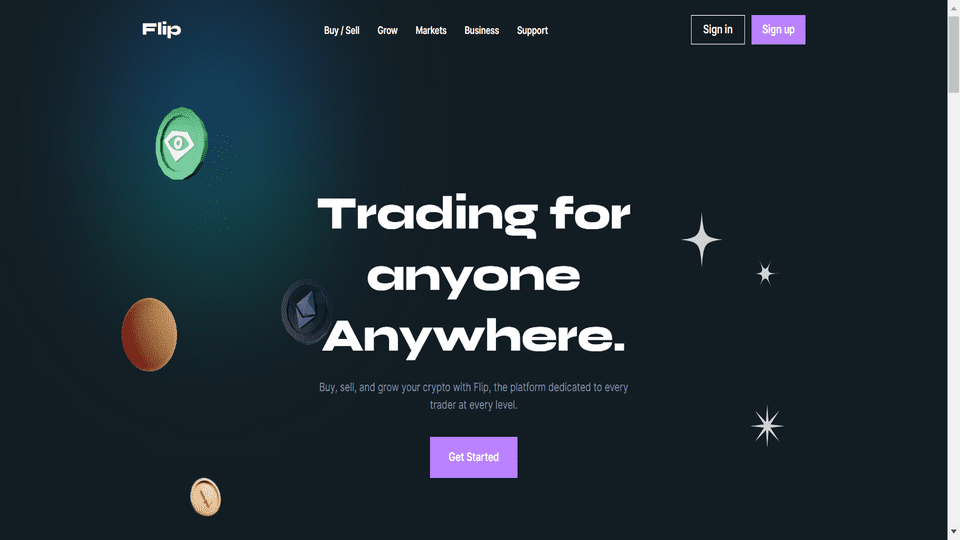 Flip
Buy / Sell
Grow
Markets
Business
Support
Sign in
Sign up
Trading for
anyone
Anywhere.
Buy, sell, and grow your crypto with Flip, the platform dedicated to every
trader at every level.
Get Started